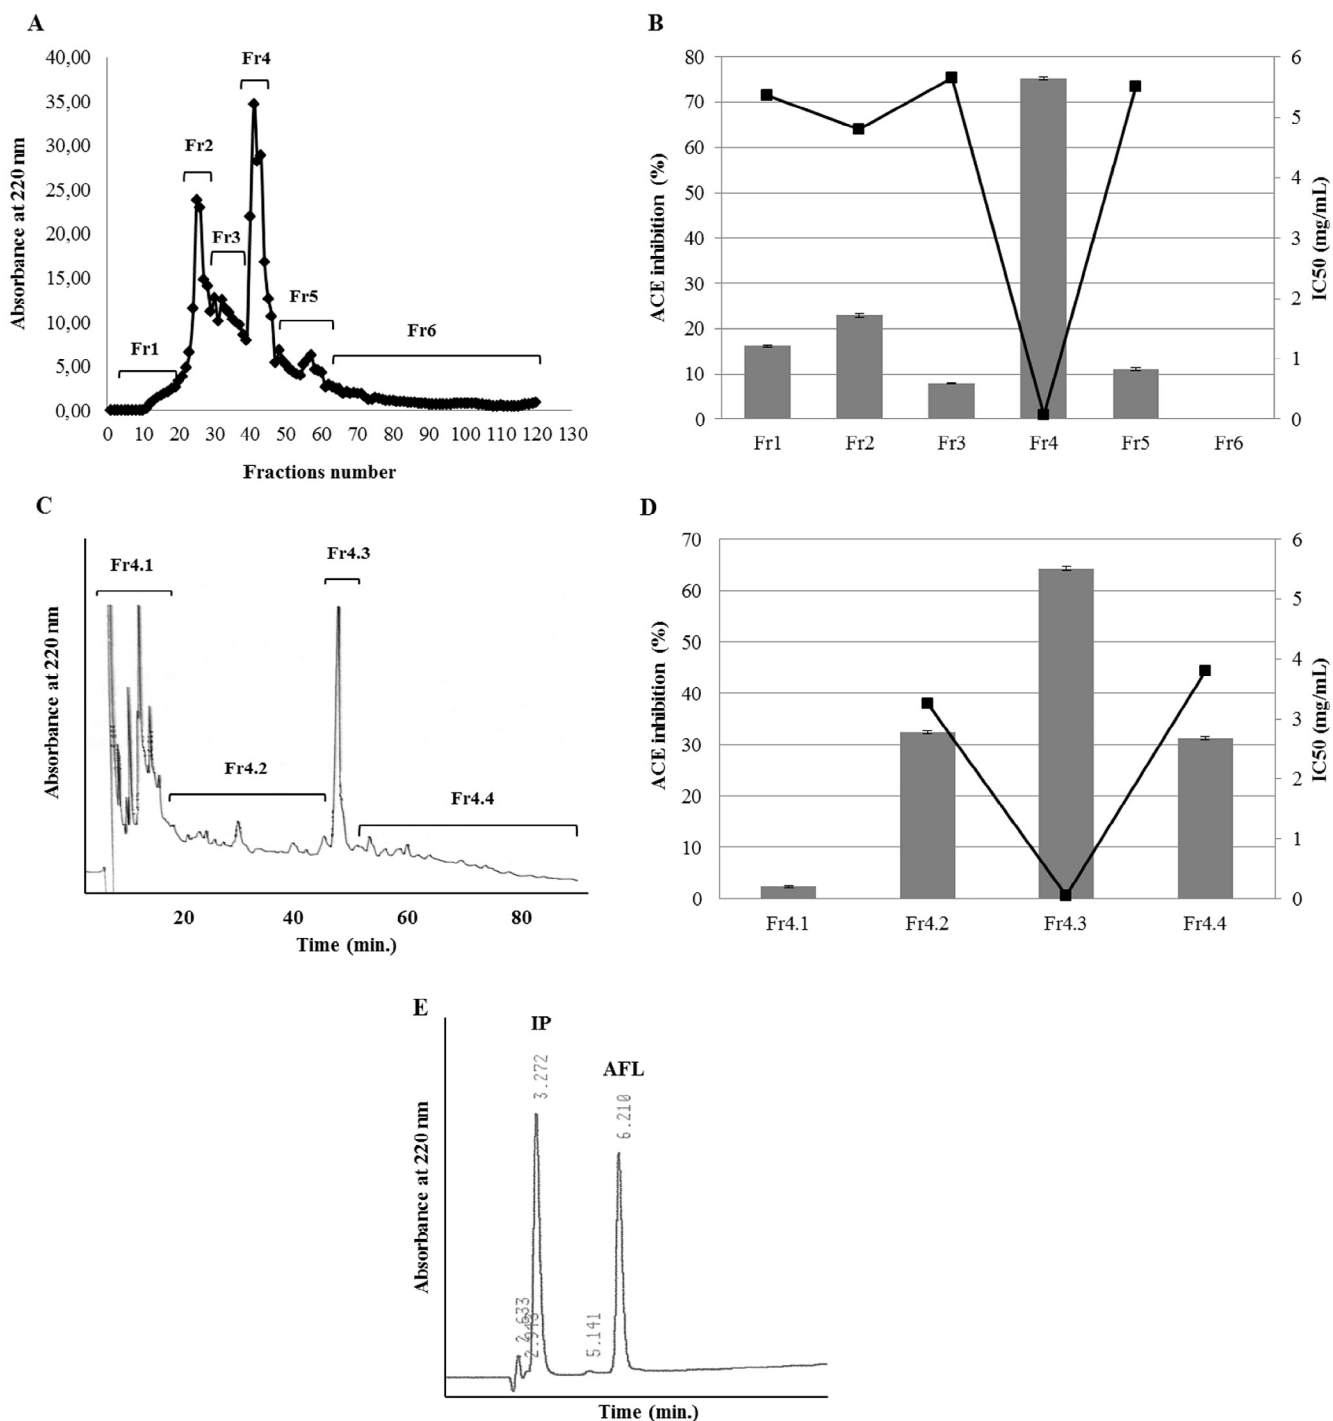 A
Absorbance at 220 nm
40,00
35,00
30,00
25,00
20,00
15,00
10,00
5,00
0,00
Fr1
Fr2
Fr3
Fr4
Fr5
Fr6
0 10 20 30 40 50 60 70 80 90 100 110 120 130
Fractions number
B
ACE inhibition (%)
80
70
60
50
40
30
20
10
0
6
5
4
3
2
1
0
IC50 (mg/mL)
Fr1 Fr2 Fr3 Fr4 Fr5 Fr6
C
Absorbance at 220 nm
Fr4.1
Fr4.2
Fr4.3
Fr4.4
20 40 60 80
Time (min.)
D
ACE inhibition (%)
70
60
50
40
30
20
10
0
6
5
4
3
2
1
0
IC50 (mg/mL)
Fr4.1 Fr4.2 Fr4.3 Fr4.4
E
Absorbance at 220 nm
IP
AFL
2.633
3.272
5.141
6.210
Time (min.)